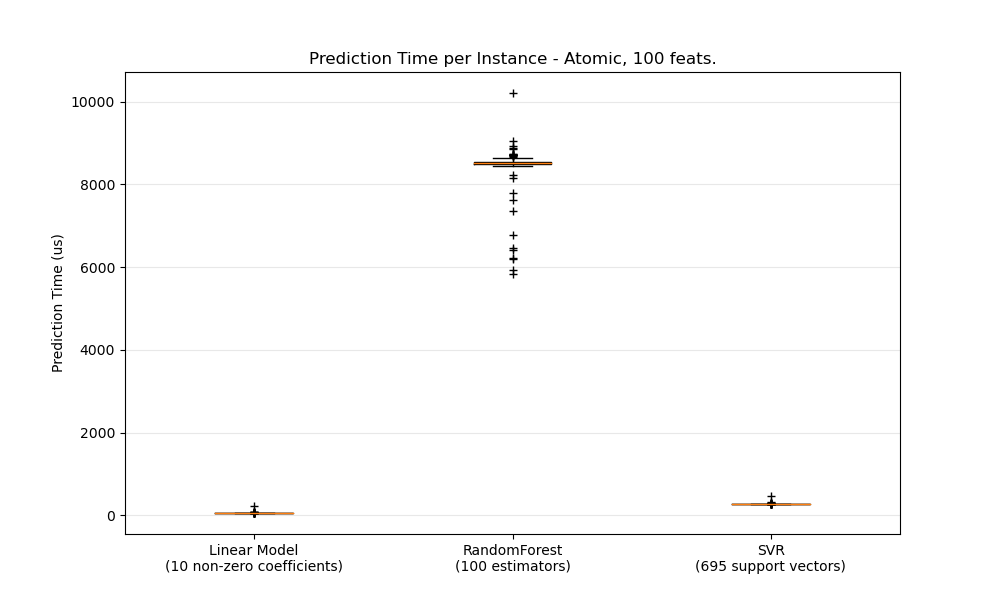 Prediction Time per Instance - Atomic, 100 feats.
Prediction Time (us)
10000
8000
6000
4000
2000
0
Linear Model
(10 non-zero coefficients)
RandomForest
(100 estimators)
SVR
(695 support vectors)